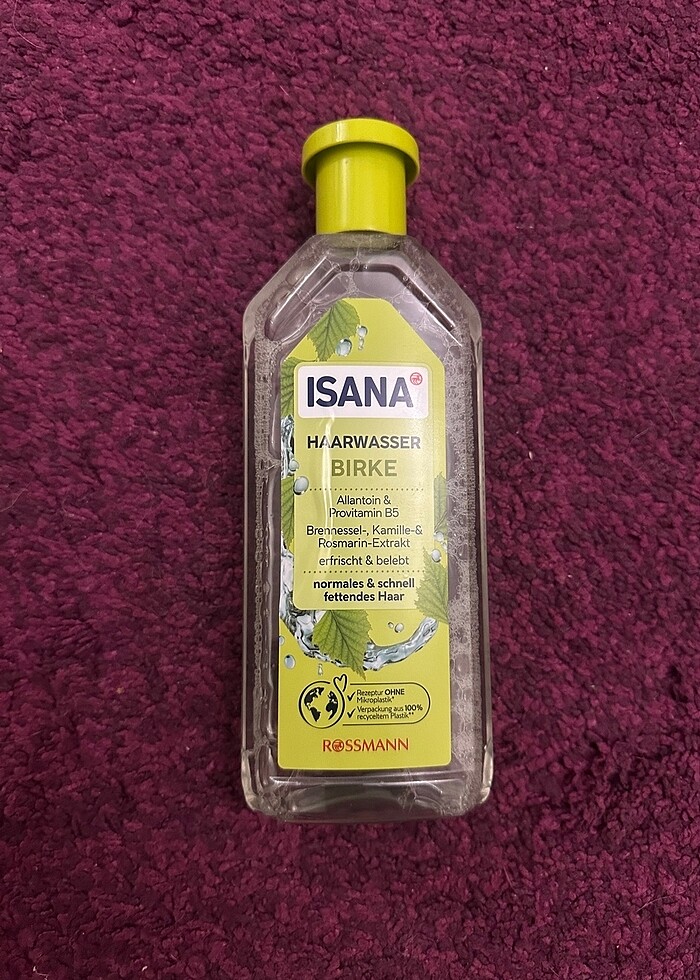 ISANA
HAARWASSER
BIRKE
Allantoin &
Provitamin B5
Brennessel-, Kamille-&
Rosmarin-Extrakt
erfrischt & belebt
normales & schnell
fettendes Haar
Rezeptur OHNE
Mikroplastik*
Verpackung aus 100%
recyceltem Plastik**
ROSSMANN